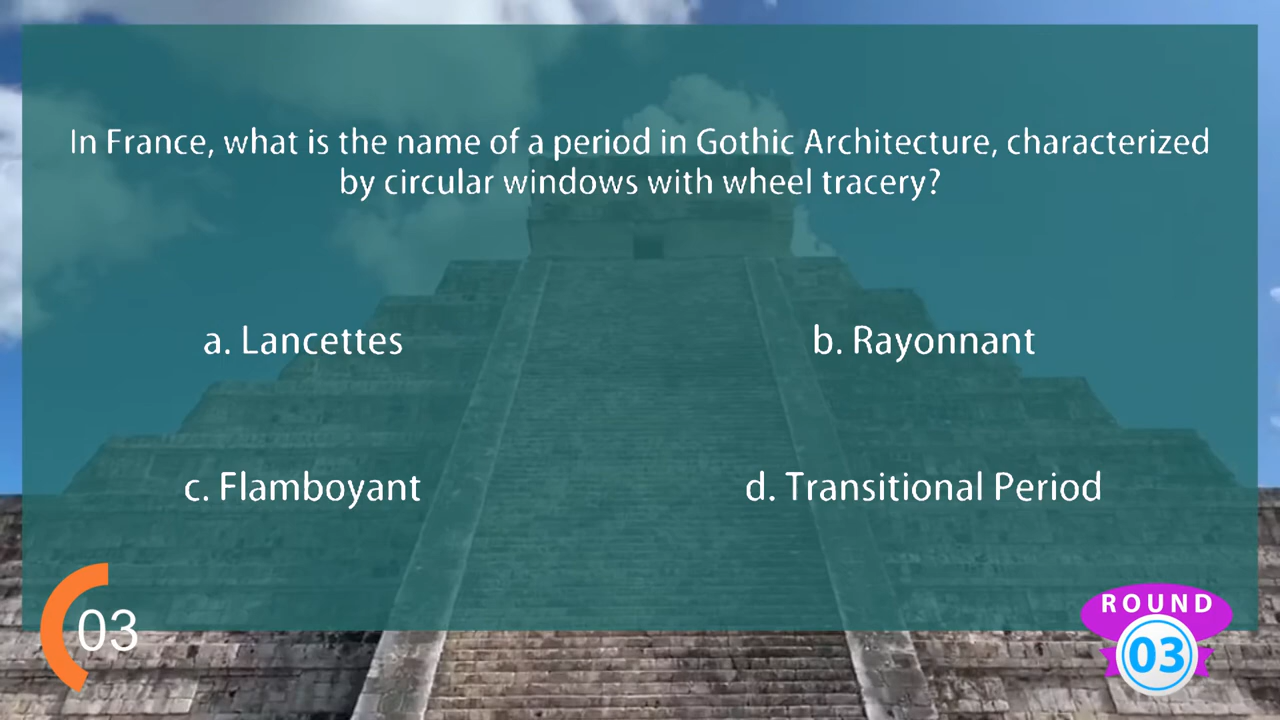 In France, what is the name of a period in Gothic Architecture, characterized
by circular windows with wheel tracery?
a. Lancettes
b. Rayonnant
c. Flamboyant
d. Transitional Period
03
ROUND
03